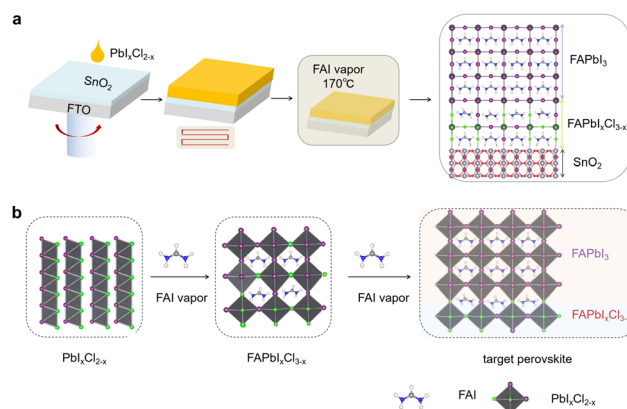 a
PbIxCl2-x
SnO2
FTO
FAI vapor
170℃
FAPbI3
FAPbIxCl3-x
SnO2
b
FAI vapor
FAI vapor
FAPbI3
FAPbIxCl3-
PbIxCl2-x
FAPbIxCl3-x
target perovskite
FAI
PbIxCl2-x